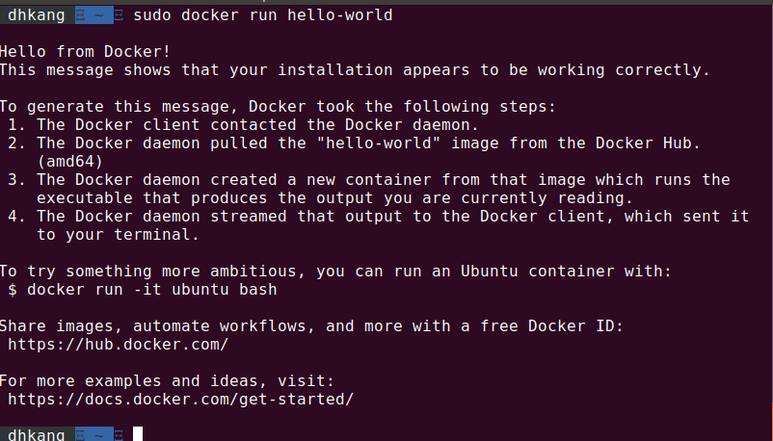 dhkang ~ sudo docker run hello-world
Hello from Docker!
This message shows that your installation appears to be working correctly.
To generate this message, Docker took the following steps:
1. The Docker client contacted the Docker daemon.
2. The Docker daemon pulled the "hello-world" image from the Docker Hub.
(amd64)
3. The Docker daemon created a new container from that image which runs the
executable that produces the output you are currently reading.
4. The Docker daemon streamed that output to the Docker client, which sent it
to your terminal.
To try something more ambitious, you can run an Ubuntu container with:
$ docker run -it ubuntu bash
Share images, automate workflows, and more with a free Docker ID:
https://hub.docker.com/
For more examples and ideas, visit:
https://docs.docker.com/get-started/
dhkang ~